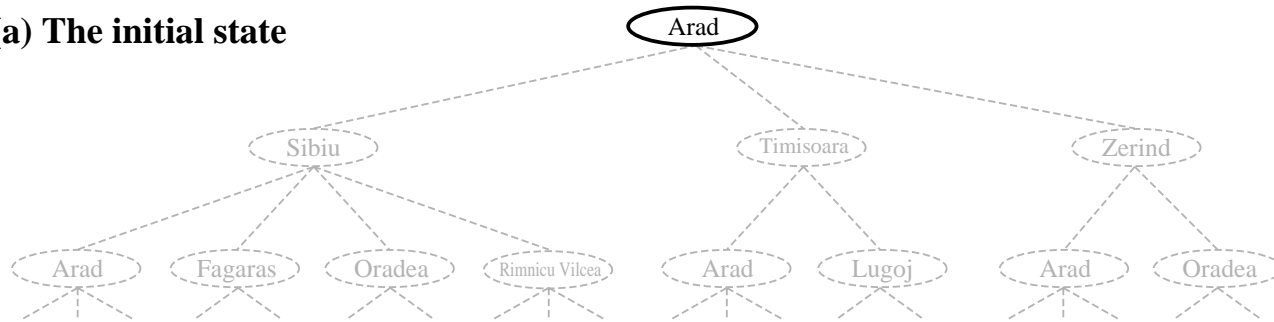 a) The initial state
Arad
Sibiu
Timisoara
Zerind
Arad
Fagaras
Oradea
Rimnicu Vilcea
Arad
Lugoj
Arad
Oradea